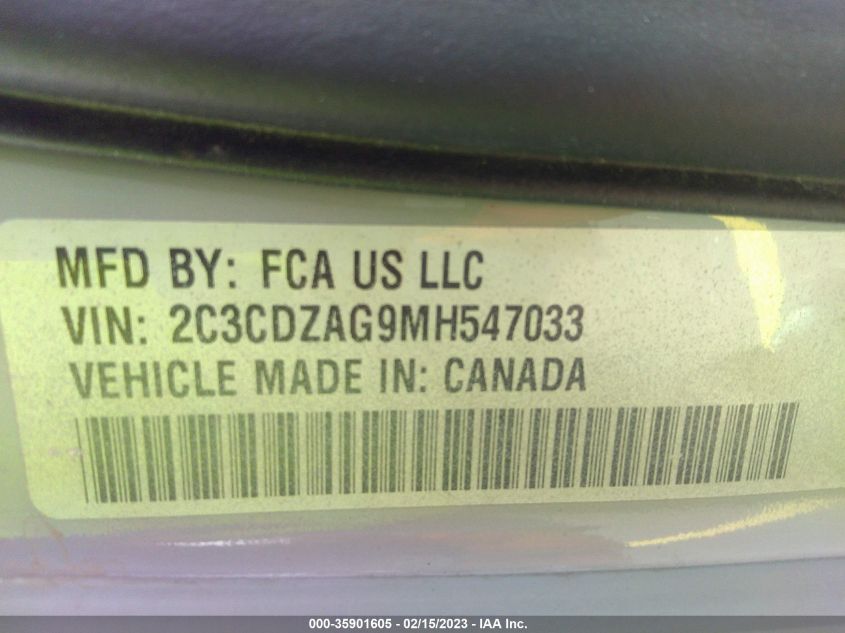 MFD BY: FCA US LLC
VIN: 2C3CDZAG9MH547033
VEHICLE MADE IN: CANADA
000-35901605 - 02/15/2023 - IAA Inc.